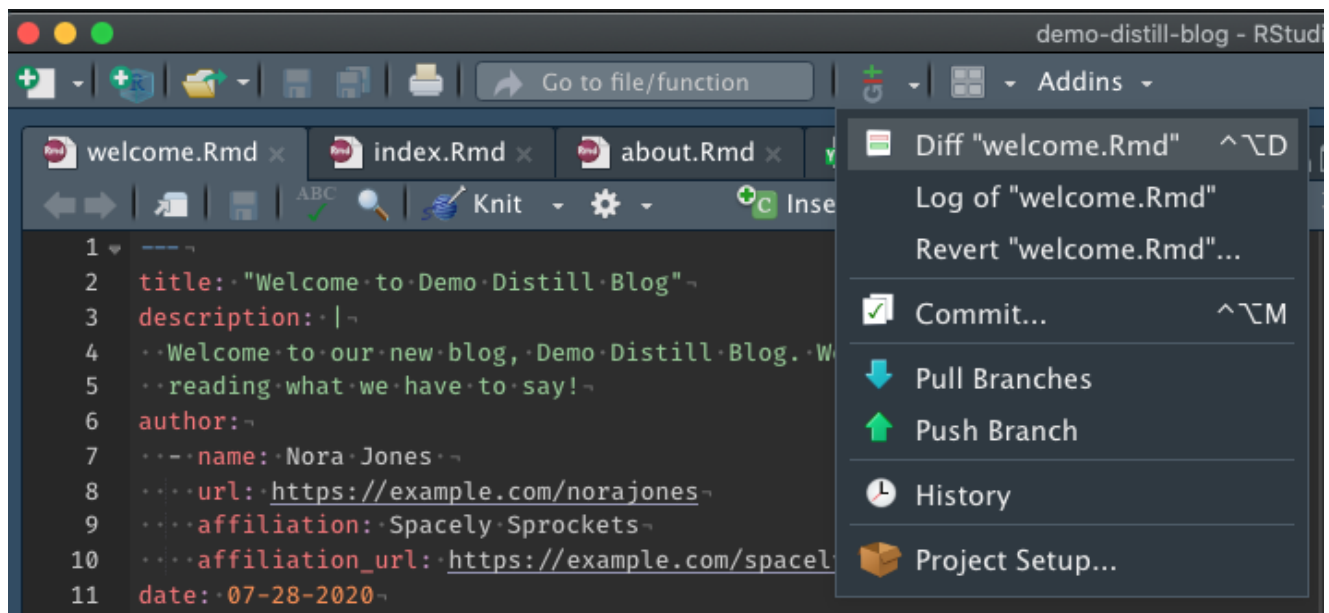 demo-distill-blog - RStudi
Go to file/function
Git
Addins
welcome.Rmd
index.Rmd
about.Rmd
ABC
Knit
Inse
1 ---
2 title: "Welcome to Demo Distill Blog"
3 description: |
4 Welcome to our new blog, Demo Distill Blog. W
5 reading what we have to say!
6 author:
7 - name: Nora Jones
8 url: https://example.com/norajones
9 affiliation: Spacely Sprockets
10 affiliation_url: https://example.com/spacel
11 date: 07-28-2020
Diff "welcome.Rmd" ^⌥D
Log of "welcome.Rmd"
Revert "welcome.Rmd"...
Commit... ^⌥M
Pull Branches
Push Branch
History
Project Setup...